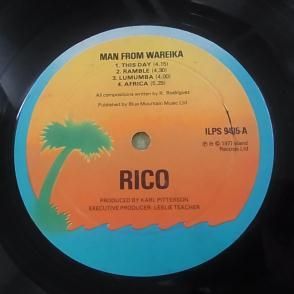 MAN FROM WAREIKA
1. THIS DAY (4.15)
2. RAMBLE (4.30)
3. LUMUMBA (4.00)
4. AFRICA (5.25)
All compositions written by R. Rodriguez
Published by Blue Mountain Music Ltd
ILPS 9485-A
℗ © 1977 Island
Records Ltd
RICO
PRODUCED BY KARL PITTERSON
EXECUTIVE PRODUCER: LESLIE TEACHER